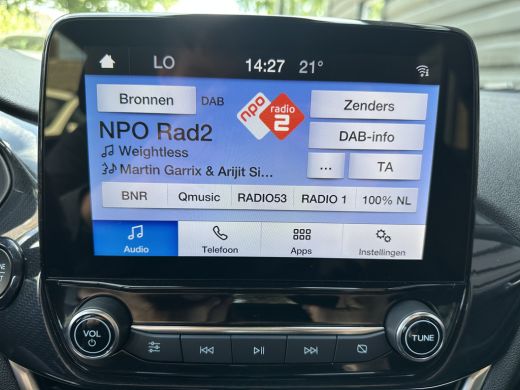 LO 14:27 21°
Bronnen DAB
npo radio 2
Zenders
NPO Rad2
DAB-info
Weightless
Martin Garrix & Arijit Si...
... TA
BNR Qmusic RADIO53 RADIO 1 100% NL
Audio Telefoon Apps Instellingen
VOL
TUNE